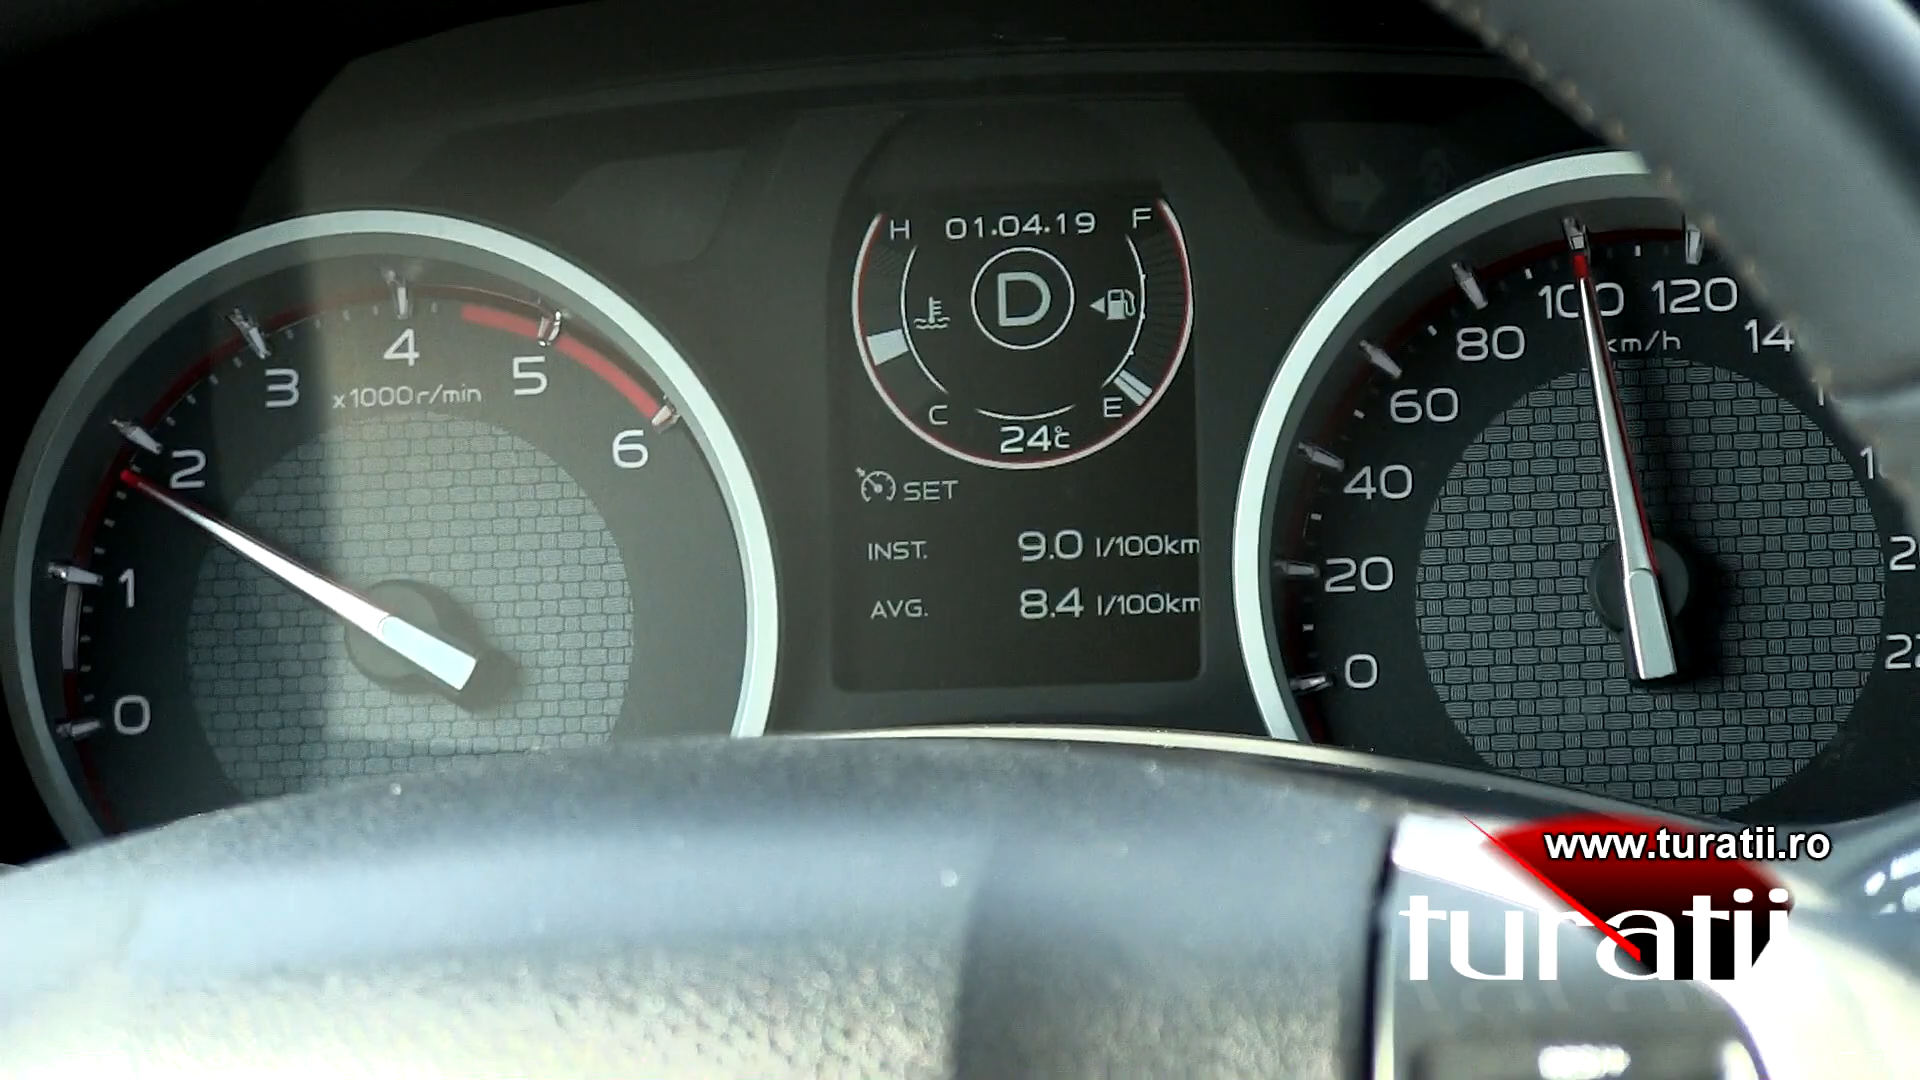 H 01.04.19 F
D
C E
24°C
SET
INST. 9.0 l/100km
AVG. 8.4 l/100km
0 1 2 3 4 5 6
x1000r/min
0 20 40 60 80 100 120
km/h
www.turatii.ro
turatii